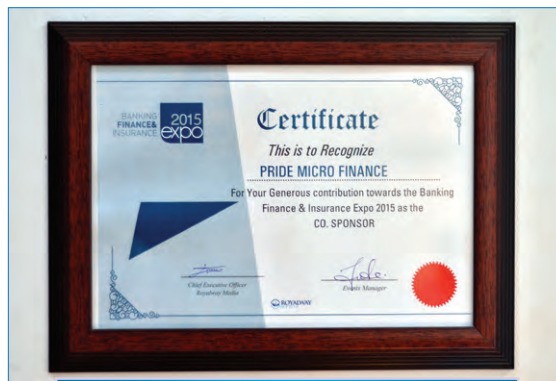 BANKING
FINANCE&
INSURANCE
2015
expo
Certificate
This is to Recognize
PRIDE MICRO FINANCE
For Your Generous contribution towards the Banking
Finance & Insurance Expo 2015 as the
CO. SPONSOR
Chief Executive Officer
Royalway Media
Events Manager
ROYALWAY